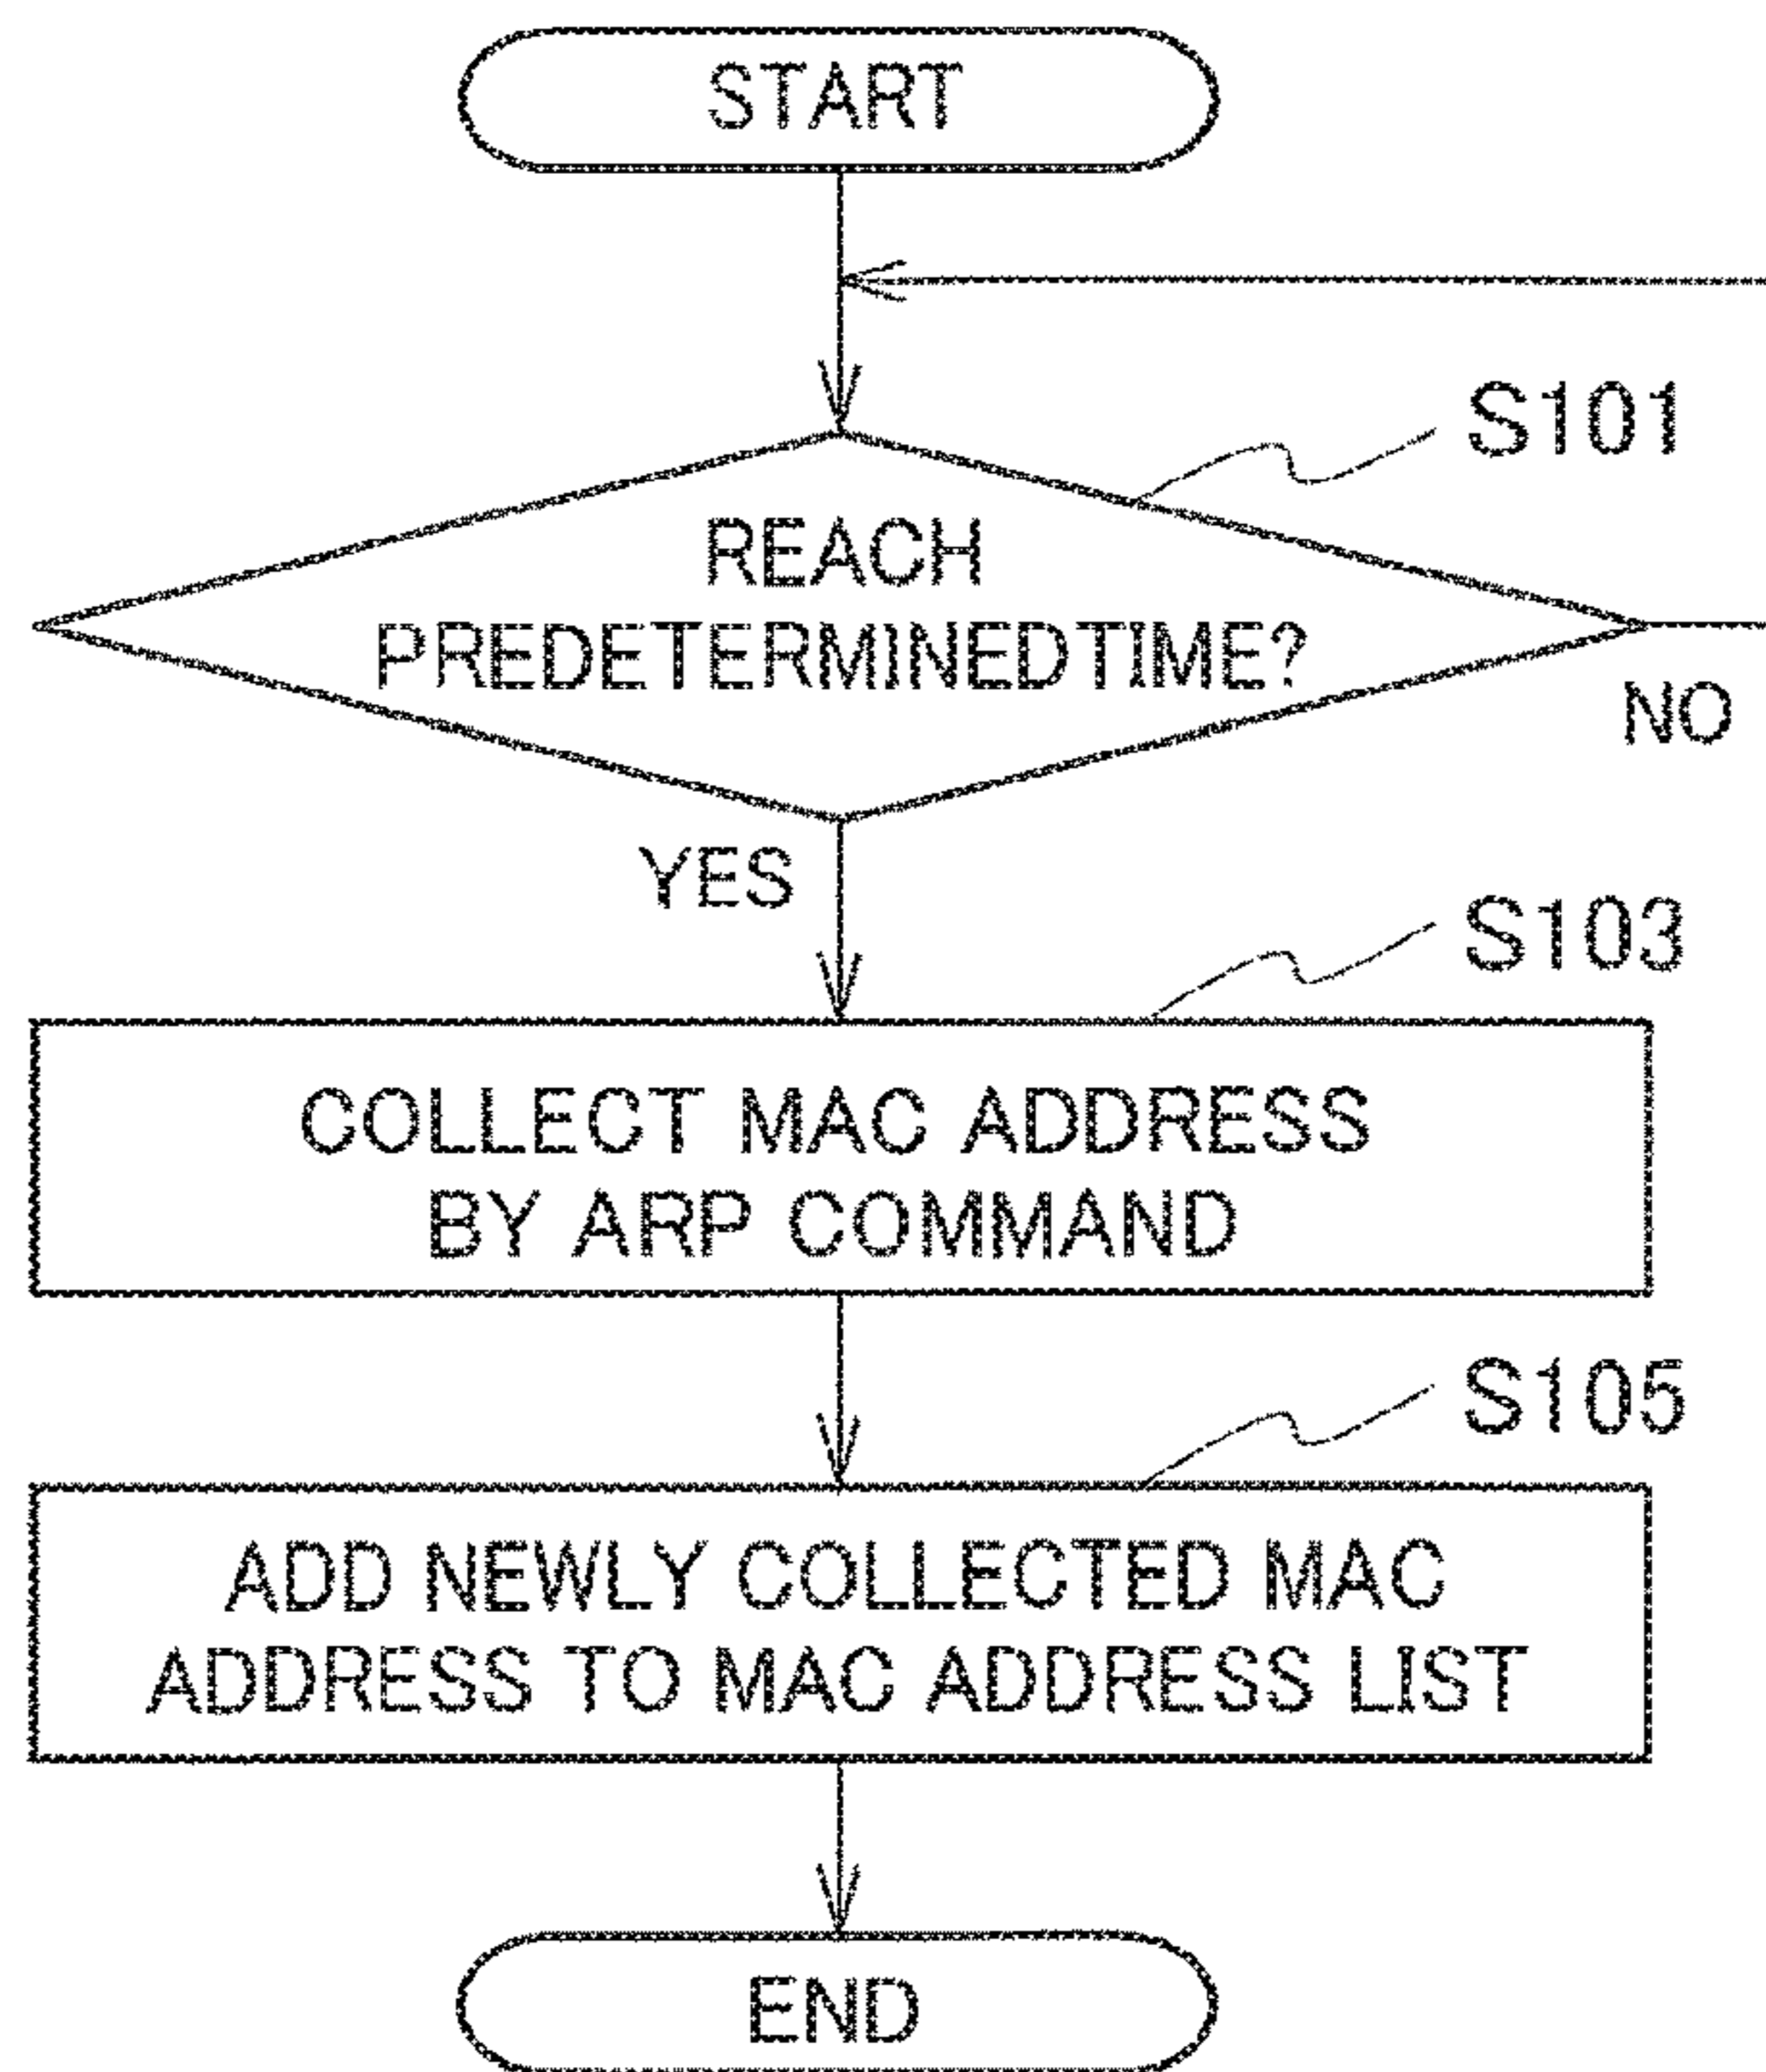 START
S101
REACH
PREDETERMINEDTIME?
NO
YES
S103
COLLECT MAC ADDRESS
BY ARP COMMAND
S105
ADD NEWLY COLLECTED MAC
ADDRESS TO MAC ADDRESS LIST
END